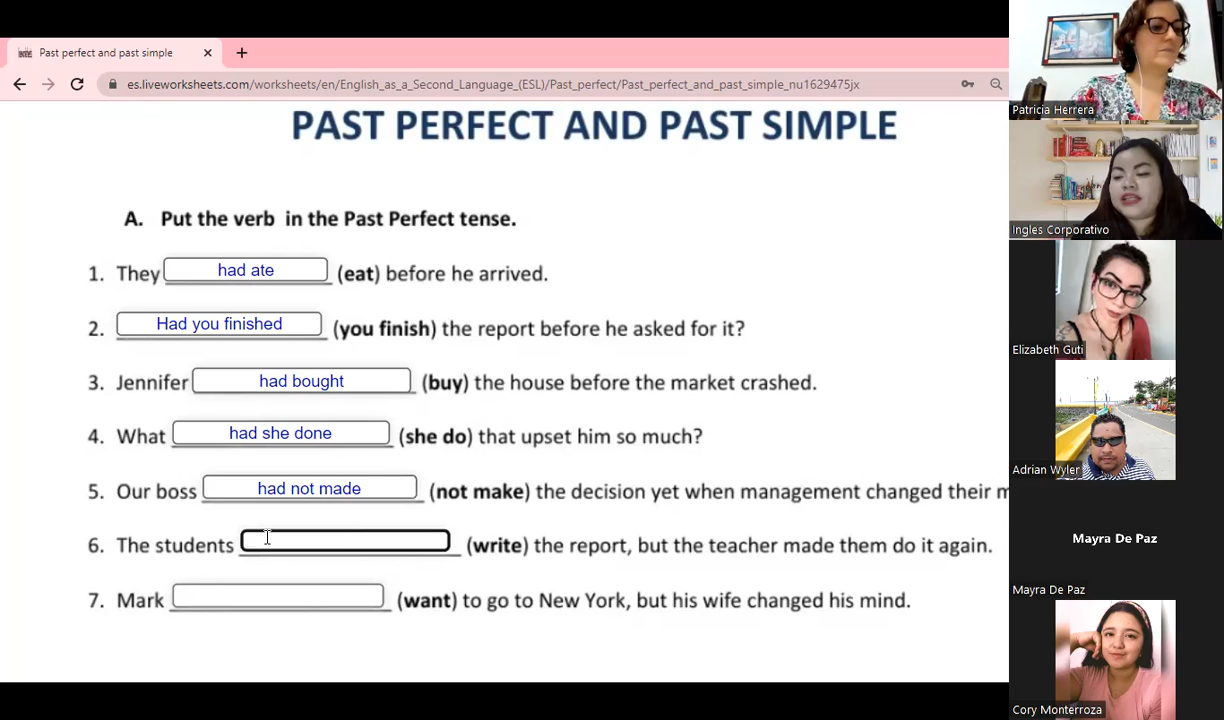 Past perfect and past simple
es.liveworksheets.com/worksheets/en/English_as_a_Second_Language_(ESL)/Past_perfect/Past_perfect_and_past_simple_nu1629475jx
PAST PERFECT AND PAST SIMPLE
A. Put the verb in the Past Perfect tense.
1. They had ate (eat) before he arrived.
2. Had you finished (you finish) the report before he asked for it?
3. Jennifer had bought (buy) the house before the market crashed.
4. What had she done (she do) that upset him so much?
5. Our boss had not made (not make) the decision yet when management changed their m
6. The students (write) the report, but the teacher made them do it again.
7. Mark (want) to go to New York, but his wife changed his mind.
Patricia Herrera
Ingles Corporativo
Elizabeth Guti
Adrian Wyler
Mayra De Paz
Mayra De Paz
Cory Monterroza